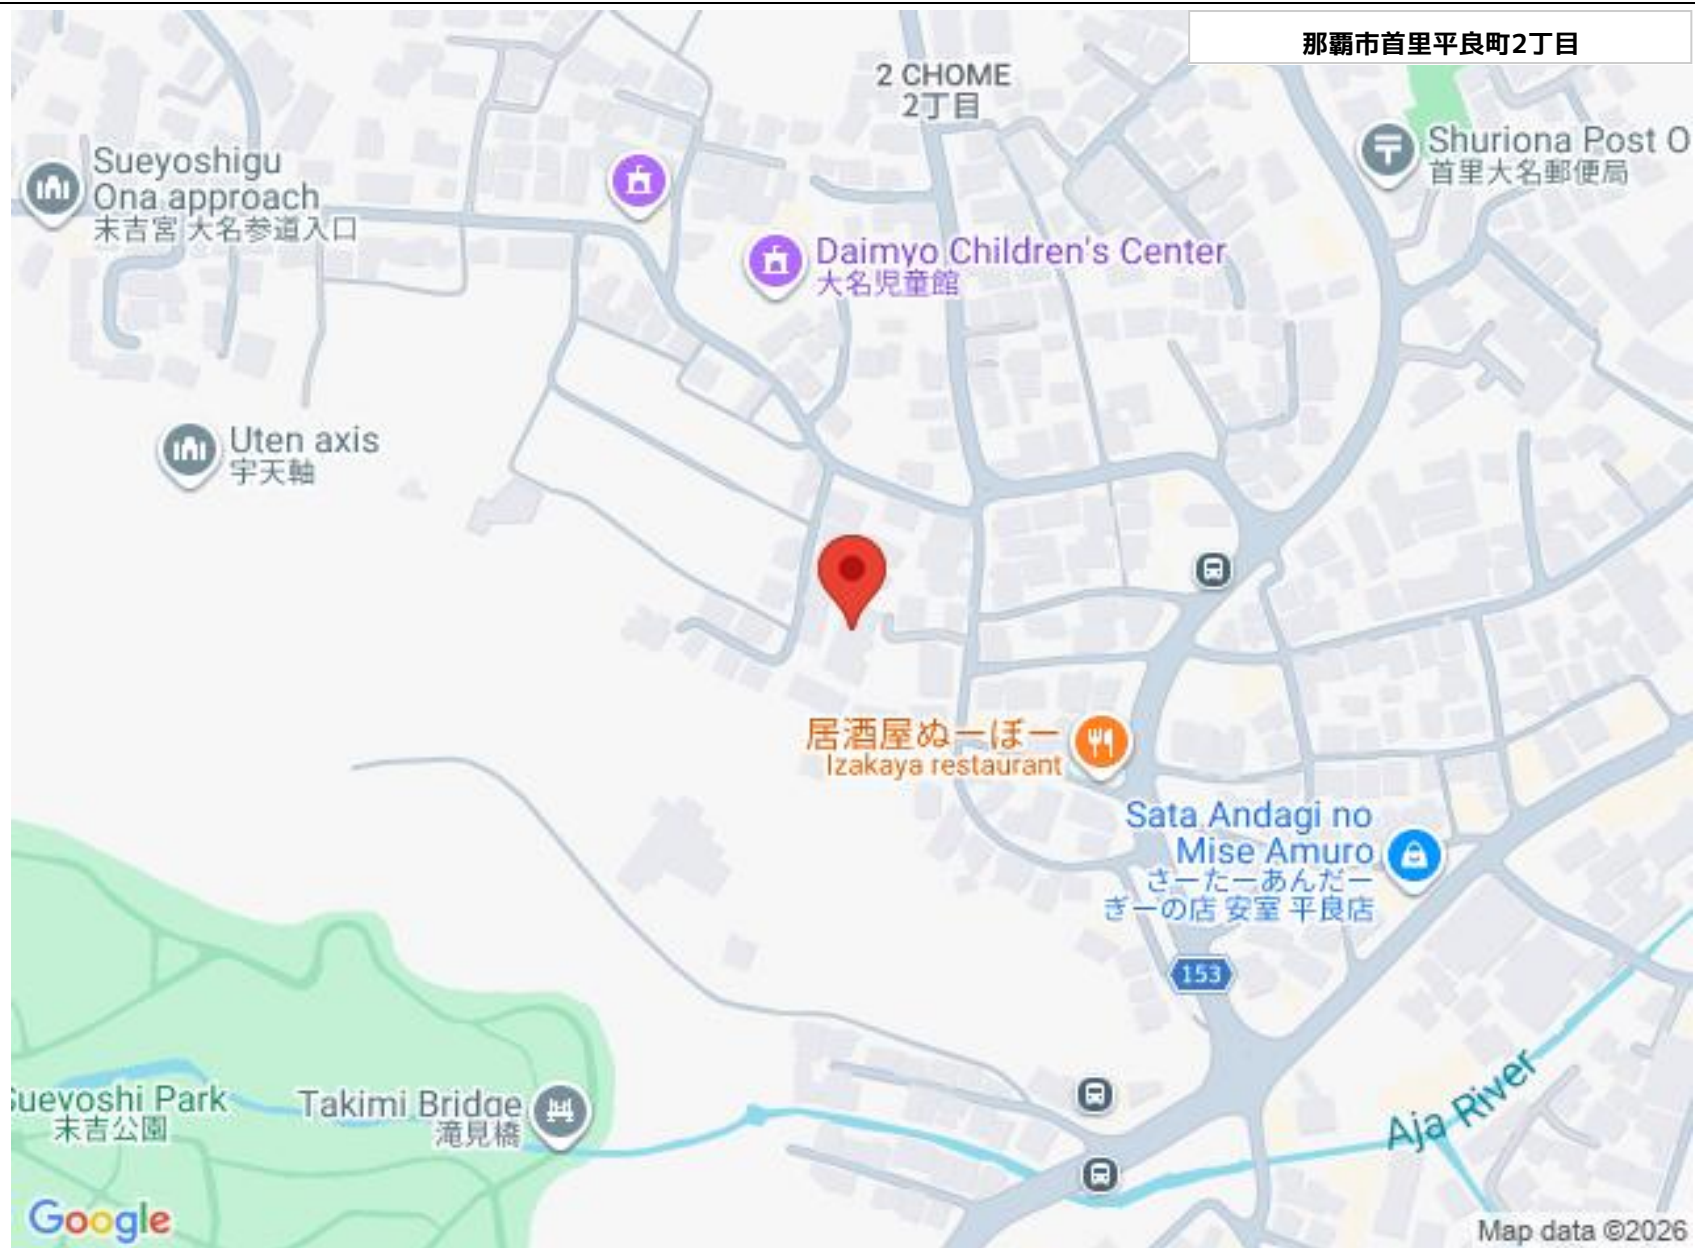 那覇市首里平良町2丁目
2 CHOME
2丁目
Shuriona Post O
首里大名郵便局
Sueyoshigu
Ona approach
末吉宮 大名参道入口
Daimyo Children's Center
大名児童館
Uten axis
宇天軸
居酒屋ぬーぼー
Izakaya restaurant
Sata Andagi no
Mise Amuro
さーたーあんだー
ぎーの店 安室 平良店
153
Sueyoshi Park
末吉公園
Takimi Bridge
滝見橋
Aja River
Google
Map data ©2026